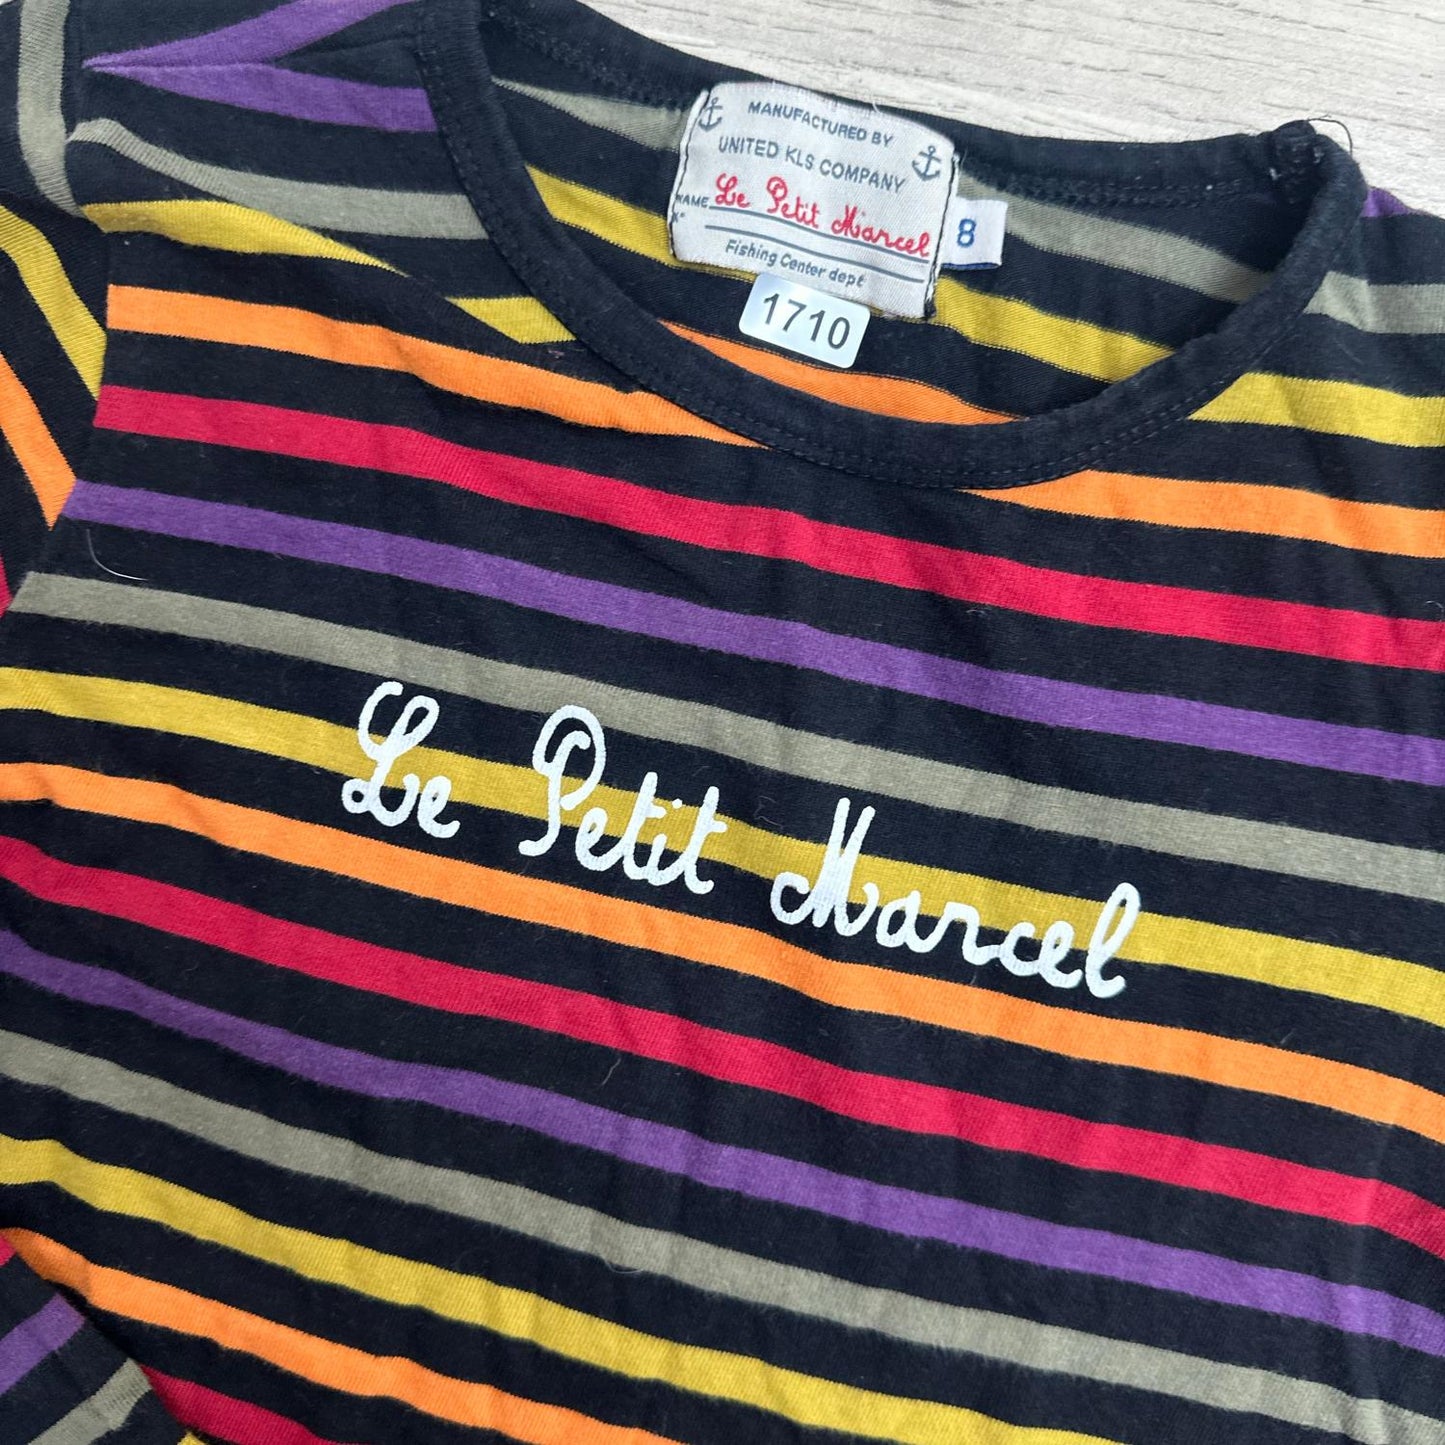 MANUFACTURED BY
UNITED KLS COMPANY
NAME Le Petit Marcel
Fishing Center dept
8
1710
Le Petit Marcel